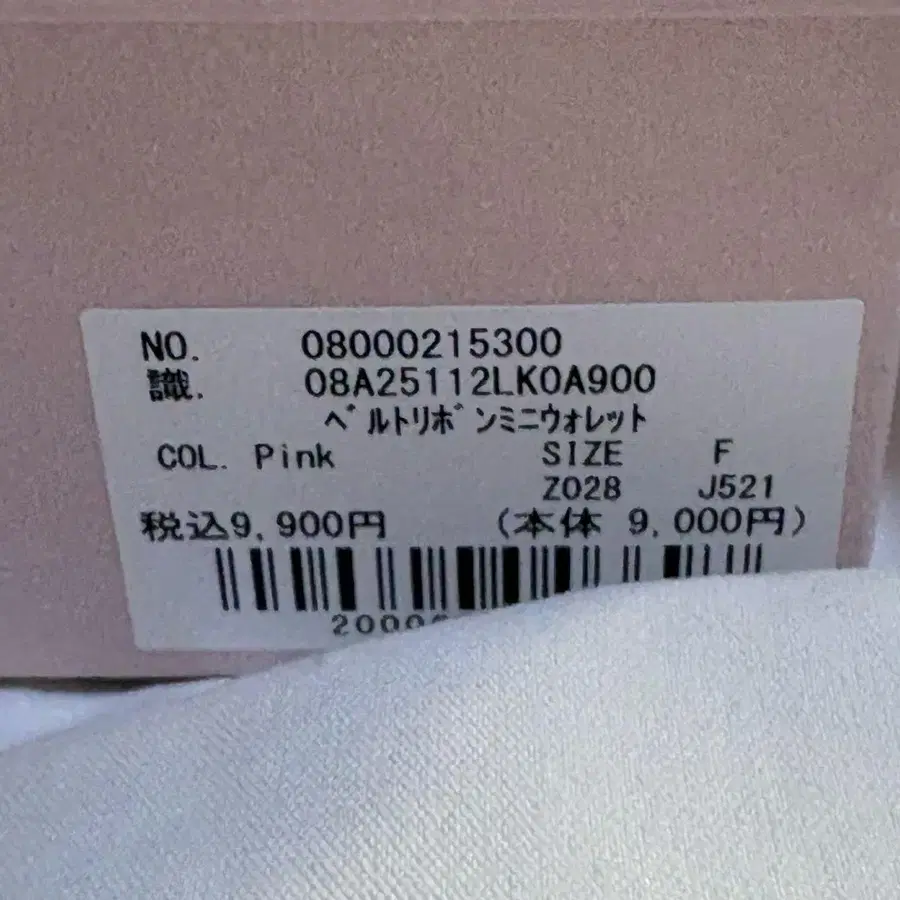 NO. 08000215300
識. 08A25112LK0A900
ﾍﾞﾙﾄﾘﾎﾞﾝﾐﾆｳｫﾚｯﾄ
COL. Pink SIZE F
Z028 J521
税込9,900円 (本体 9,000円)
2000